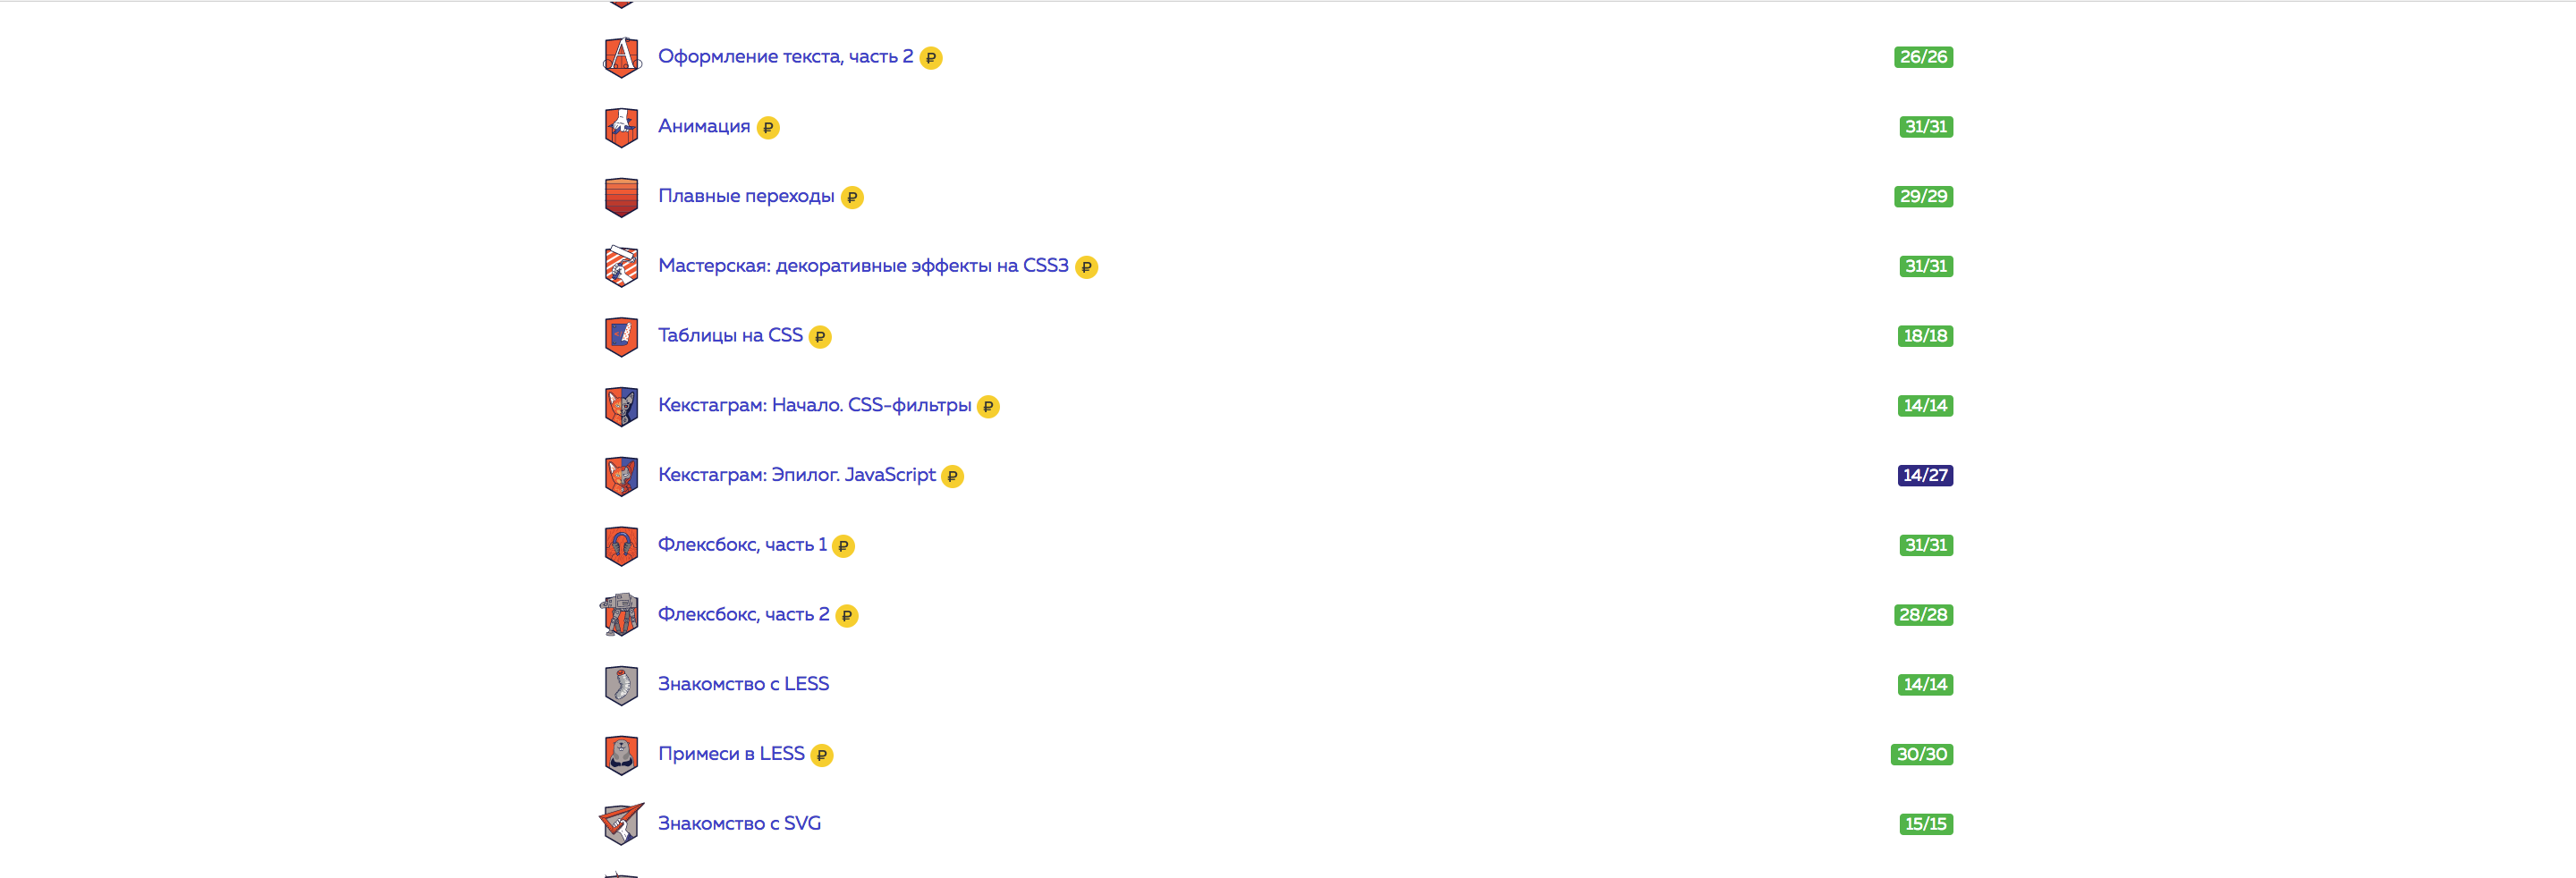 Оформление текста, часть 2 ₽ 26/26
Анимация ₽ 31/31
Плавные переходы ₽ 29/29
Мастерская: декоративные эффекты на CSS3 ₽ 31/31
Таблицы на CSS ₽ 18/18
Кекстаграм: Начало. CSS-фильтры ₽ 14/14
Кекстаграм: Эпилог. JavaScript ₽ 14/27
Флексбокс, часть 1 ₽ 31/31
Флексбокс, часть 2 ₽ 28/28
Знакомство с LESS 14/14
Примеси в LESS ₽ 30/30
Знакомство с SVG 15/15